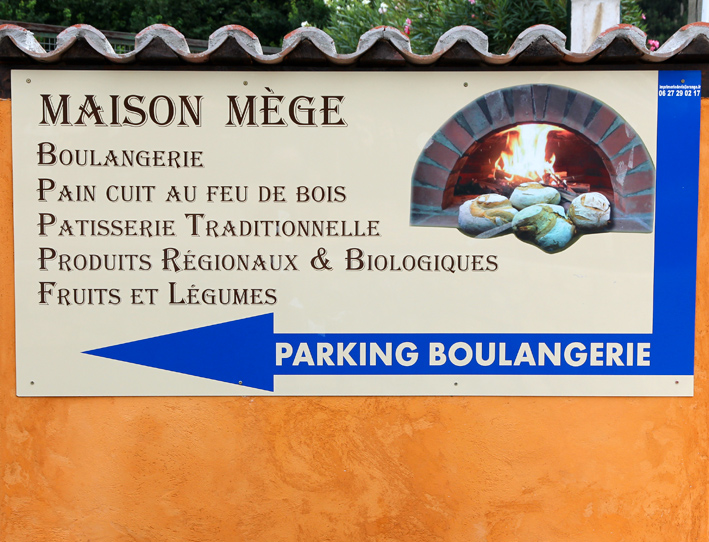 MAISON MÈGE
BOULANGERIE
PAIN CUIT AU FEU DE BOIS
PATISSERIE TRADITIONNELLE
PRODUITS RÉGIONAUX & BIOLOGIQUES
FRUITS ET LÉGUMES
PARKING BOULANGERIE
06 27 29 02 17